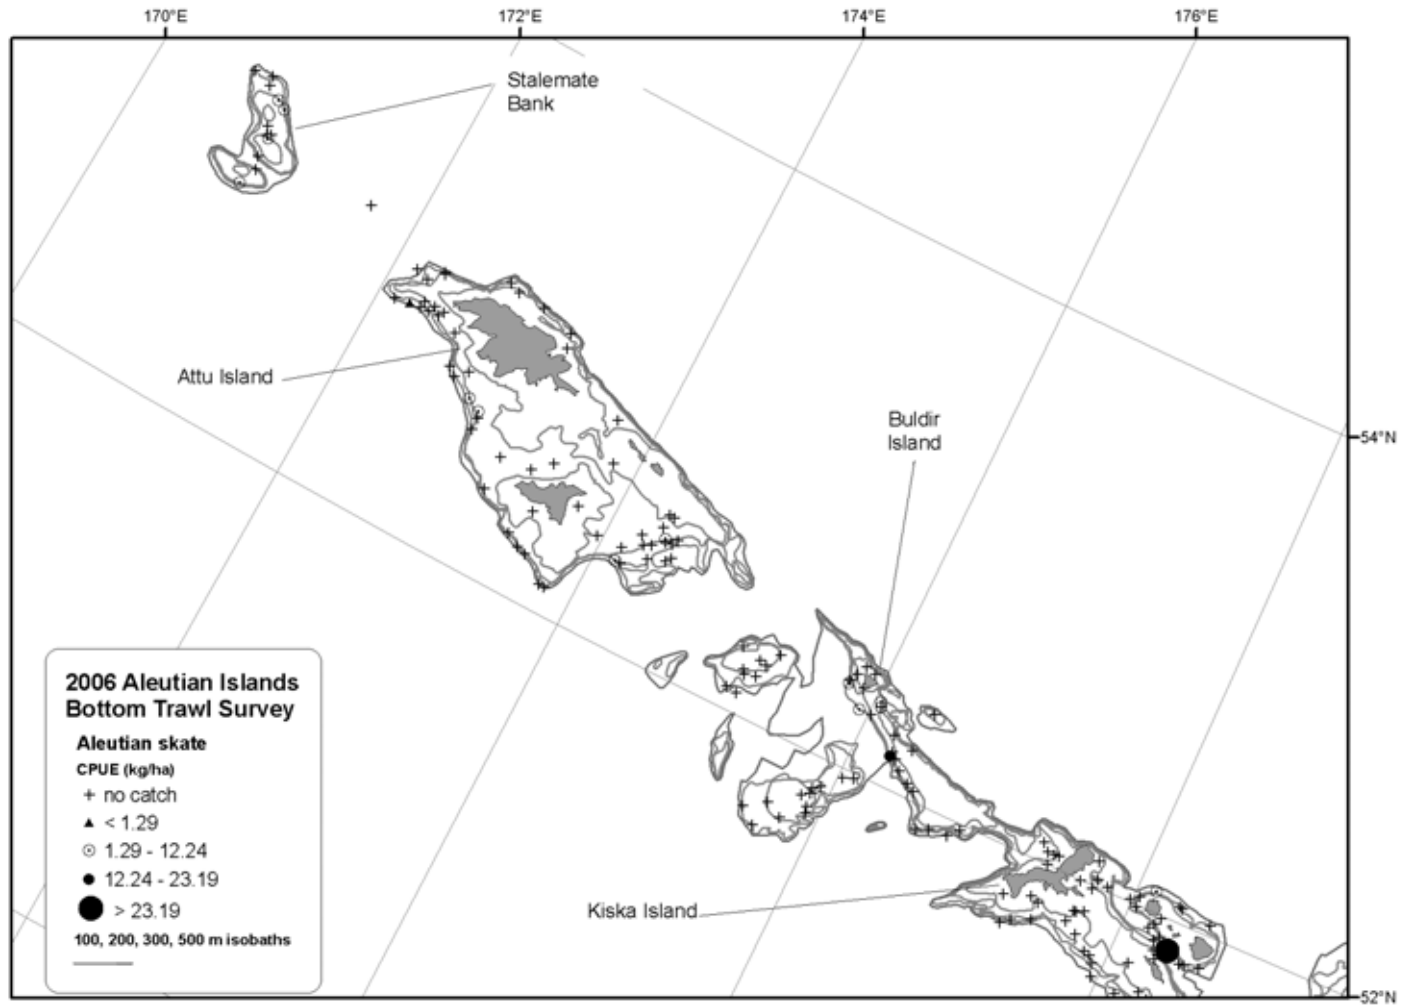 170°E
172°E
174°E
176°E
Stalemate
Bank
Attu Island
Buldir
Island
54°N
2006 Aleutian Islands
Bottom Trawl Survey
Aleutian skate
CPUE (kg/ha)
no catch
< 1.29
1.29 - 12.24
12.24 - 23.19
> 23.19
100, 200, 300, 500 m isobaths
Kiska Island
52°N